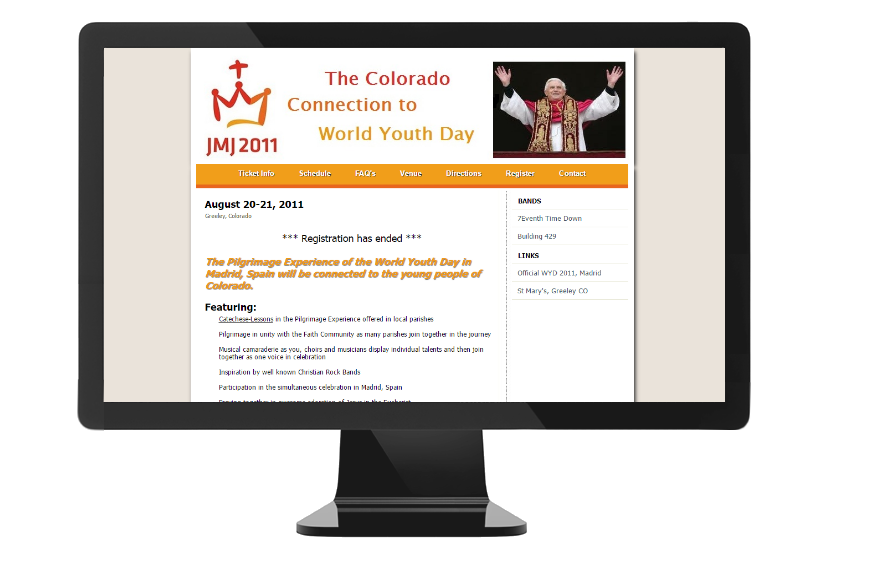 The Colorado
Connection to
World Youth Day
JMJ 2011
Ticket Info Schedule FAQ's Venue Directions Register Contact
August 20-21, 2011
Greeley, Colorado
*** Registration has ended ***
The Pilgrimage Experience of the World Youth Day in
Madrid, Spain will be connected to the young people of
Colorado.
Featuring:
Catechese-Lessons in the Pilgrimage Experience offered in local parishes
Pilgrimage in unity with the Faith Community as many parishes join together in the journey
Musical camaraderie as you, choirs and musicians display individual talents and then join
together as one voice in celebration
Inspiration by well known Christian Rock Bands
Participation in the simultaneous celebration in Madrid, Spain
BANDS
7Eventh Time Down
Building 429
LINKS
Official WYD 2011, Madrid
St Mary's, Greeley CO